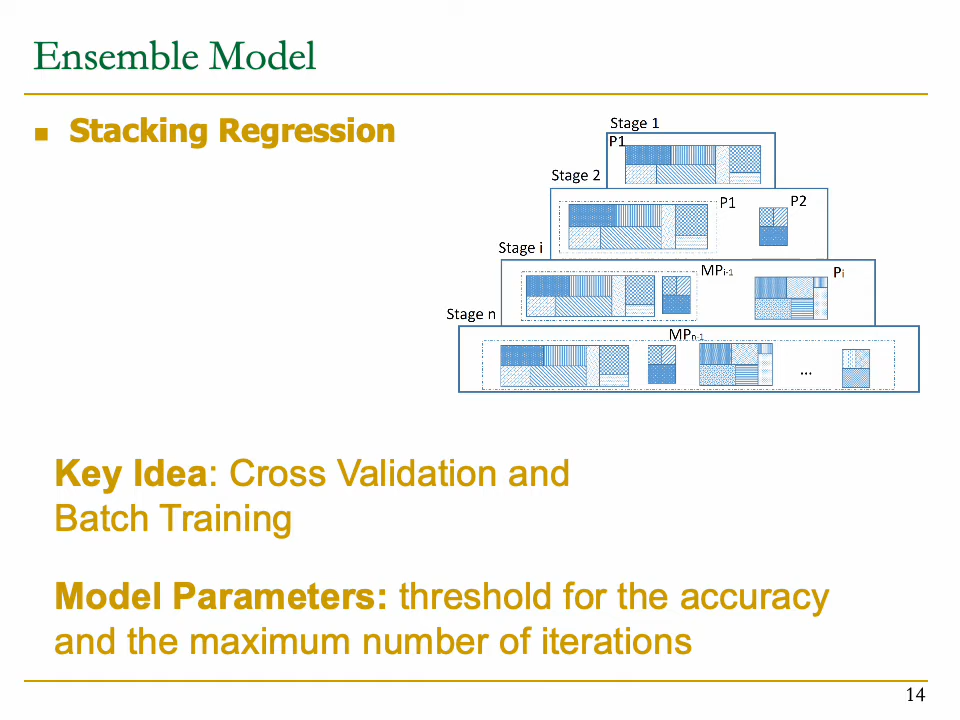 Ensemble Model
Stacking Regression
Stage 1
P1
Stage 2
P1
P2
Stage i
MPi-1
Pi
Stage n
MPn-1
...
Key Idea: Cross Validation and
Batch Training
Model Parameters: threshold for the accuracy
and the maximum number of iterations
14